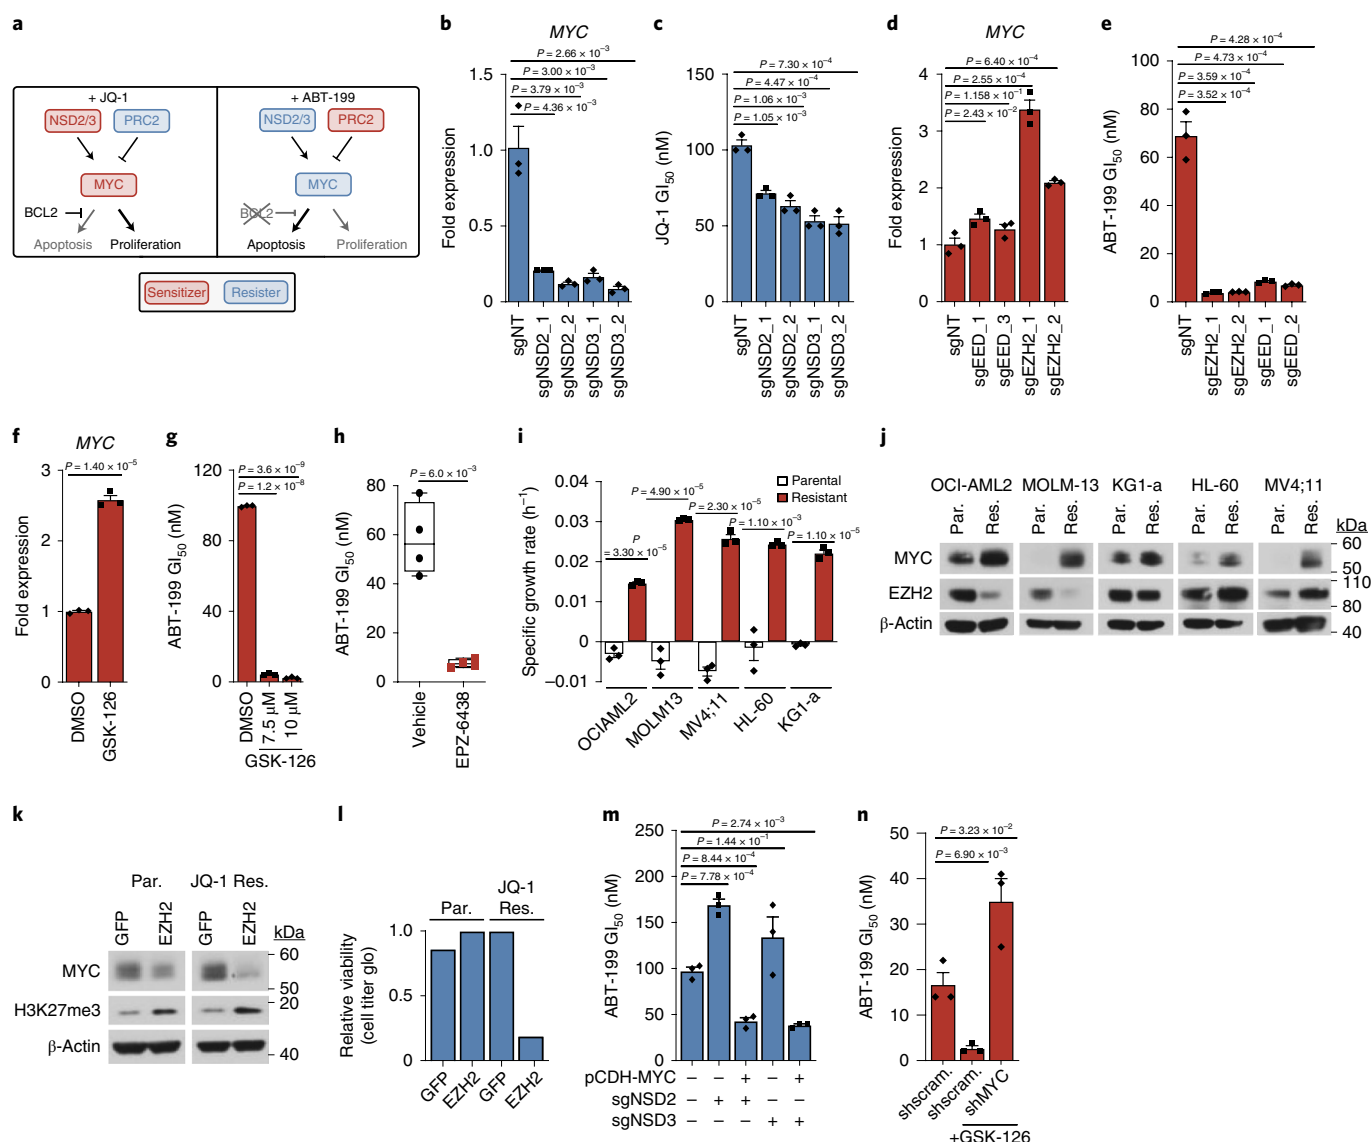 a
+ JQ-1
NSD2/3
PRC2
MYC
BCL2
Apoptosis
Proliferation
+ ABT-199
NSD2/3
PRC2
MYC
BCL2
Apoptosis
Proliferation
Sensitizer
Resister
b
MYC
P = 2.66 × 10⁻³
P = 3.00 × 10⁻³
P = 3.79 × 10⁻³
P = 4.36 × 10⁻³
Fold expression
1.5
1.0
0.5
0
sgNT
sgNSD2_1
sgNSD2_2
sgNSD3_1
sgNSD3_2
c
P = 7.30 × 10⁻⁴
P = 4.47 × 10⁻⁴
P = 1.06 × 10⁻³
P = 1.05 × 10⁻³
JQ-1 GI₅₀ (nM)
150
100
50
0
sgNT
sgNSD2_1
sgNSD2_2
sgNSD3_1
sgNSD3_2
d
MYC
P = 6.40 × 10⁻⁴
P = 2.55 × 10⁻⁴
P = 1.158 × 10⁻¹
P = 2.43 × 10⁻²
Fold expression
4
3
2
1
0
sgNT
sgEED_1
sgEED_3
sgEZH2_1
sgEZH2_2
e
P = 4.28 × 10⁻⁴
P = 4.73 × 10⁻⁴
P = 3.59 × 10⁻⁴
P = 3.52 × 10⁻⁴
ABT-199 GI₅₀ (nM)
100
80
60
40
20
0
sgNT
sgEZH2_1
sgEZH2_2
sgEED_1
sgEED_2
f
MYC
P = 1.40 × 10⁻⁵
Fold expression
3
2
1
0
DMSO
GSK-126
g
P = 3.6 × 10⁻⁹
P = 1.2 × 10⁻⁸
ABT-199 GI₅₀ (nM)
120
80
40
0
DMSO
7.5 µM
10 µM
GSK-126
h
P = 6.0 × 10⁻³
ABT-199 GI₅₀ (nM)
80
60
40
20
0
Vehicle
EPZ-6438
i
Parental
Resistant
P = 4.90 × 10⁻⁵
P = 2.30 × 10⁻⁵
P = 1.10 × 10⁻³
P = 1.10 × 10⁻⁵
P
= 3.30 × 10⁻⁵
Specific growth rate (h⁻¹)
0.04
0.03
0.02
0.01
0
–0.01
OCIAML2
MOLM13
MV4;11
HL-60
KG1-a
j
OCI-AML2 MOLM-13 KG1-a HL-60 MV4;11
Par. Res. Par. Res. Par. Res. Par. Res. Par. Res.
kDa
MYC
60
50
EZH2
110
80
β-Actin
40
k
Par. JQ-1 Res.
GFP EZH2 GFP EZH2
kDa
MYC
60
50
H3K27me3
20
β-Actin
40
l
Par.
JQ-1
Res.
Relative viability
(cell titer glo)
1.0
0.5
0
GFP
EZH2
GFP
EZH2
m
P = 2.74 × 10⁻³
P = 1.44 × 10⁻¹
P = 8.44 × 10⁻⁴
P = 7.78 × 10⁻⁴
ABT-199 GI₅₀ (nM)
250
200
150
100
50
0
pCDH-MYC – – + – +
sgNSD2 – + + – –
sgNSD3 – – – + +
n
P = 3.23 × 10⁻²
P = 6.90 × 10⁻³
ABT-199 GI₅₀ (nM)
50
40
30
20
10
0
shscram.
shscram.
shMYC
+GSK-126